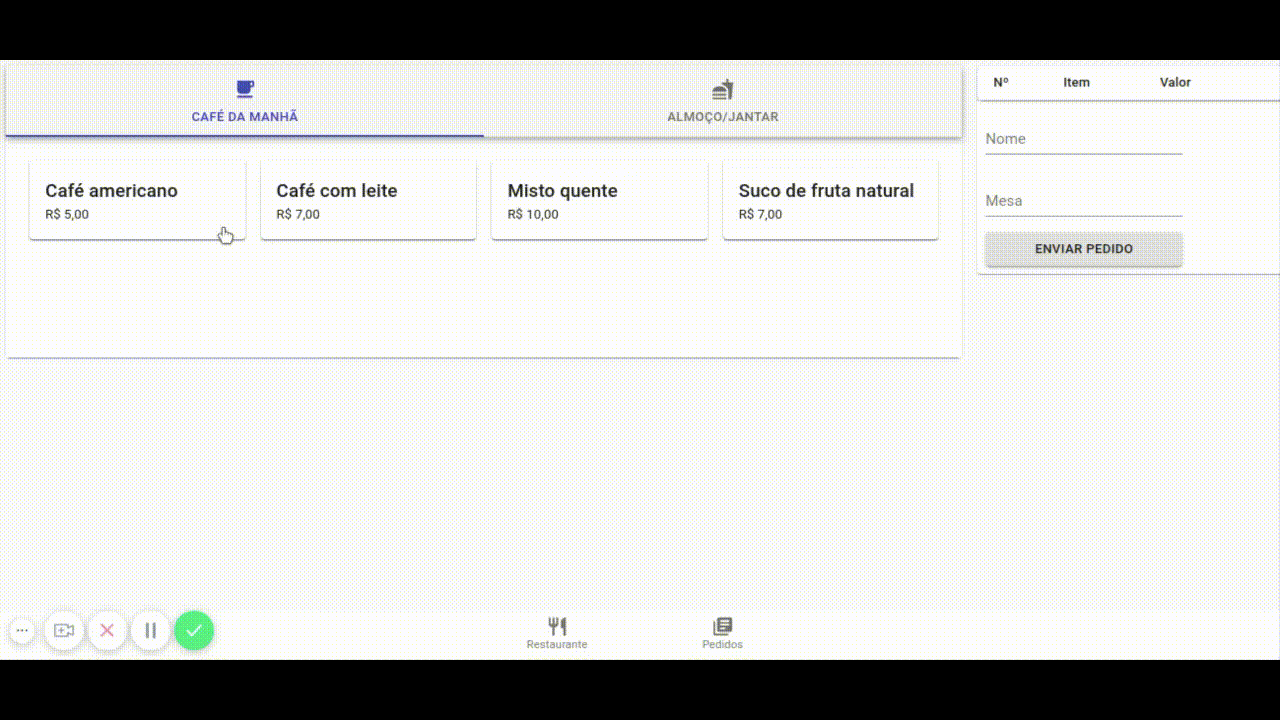 CAFÉ DA MANHÃ
ALMOÇO/JANTAR
Café americano
R$ 5,00
Café com leite
R$ 7,00
Misto quente
R$ 10,00
Suco de fruta natural
R$ 7,00
Nº Item Valor
Nome
Mesa
ENVIAR PEDIDO
Restaurante
Pedidos